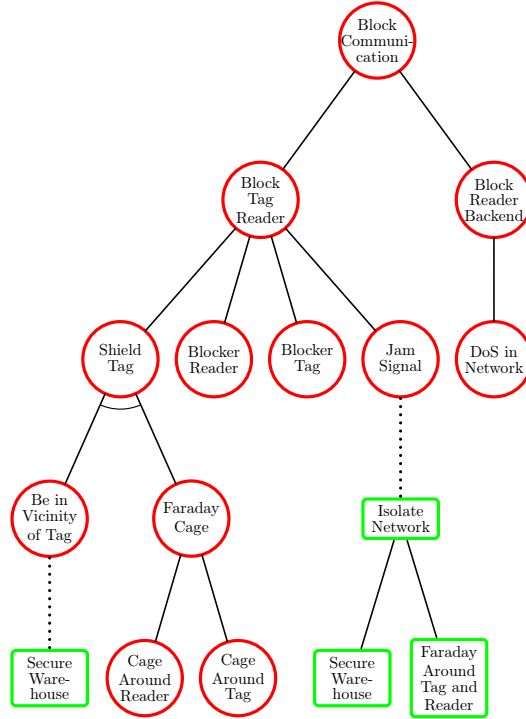 Block
Communi-
cation
Block
Tag
Reader
Block
Reader
Backend
Shield
Tag
Blocker
Reader
Blocker
Tag
Jam
Signal
DoS in
Network
Be in
Vicinity
of Tag
Faraday
Cage
Isolate
Network
Secure
Ware-
house
Cage
Around
Reader
Cage
Around
Tag
Secure
Ware-
house
Faraday
Around
Tag and
Reader